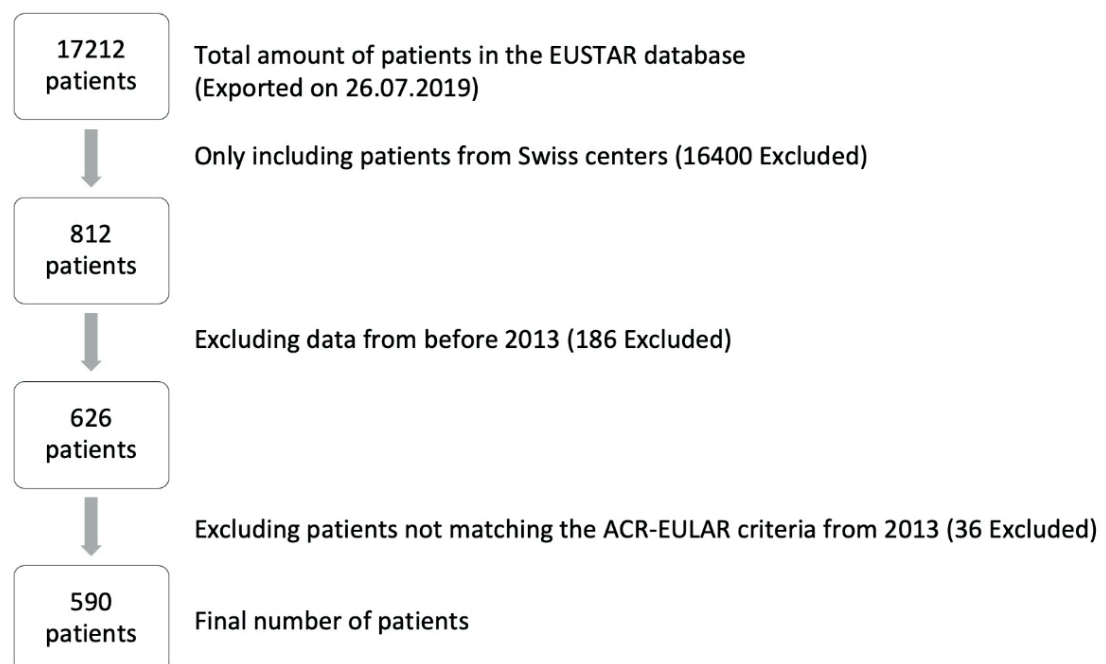 17212
patients
Total amount of patients in the EUSTAR database
(Exported on 26.07.2019)
Only including patients from Swiss centers (16400 Excluded)
812
patients
Excluding data from before 2013 (186 Excluded)
626
patients
Excluding patients not matching the ACR-EULAR criteria from 2013 (36 Excluded)
590
patients
Final number of patients